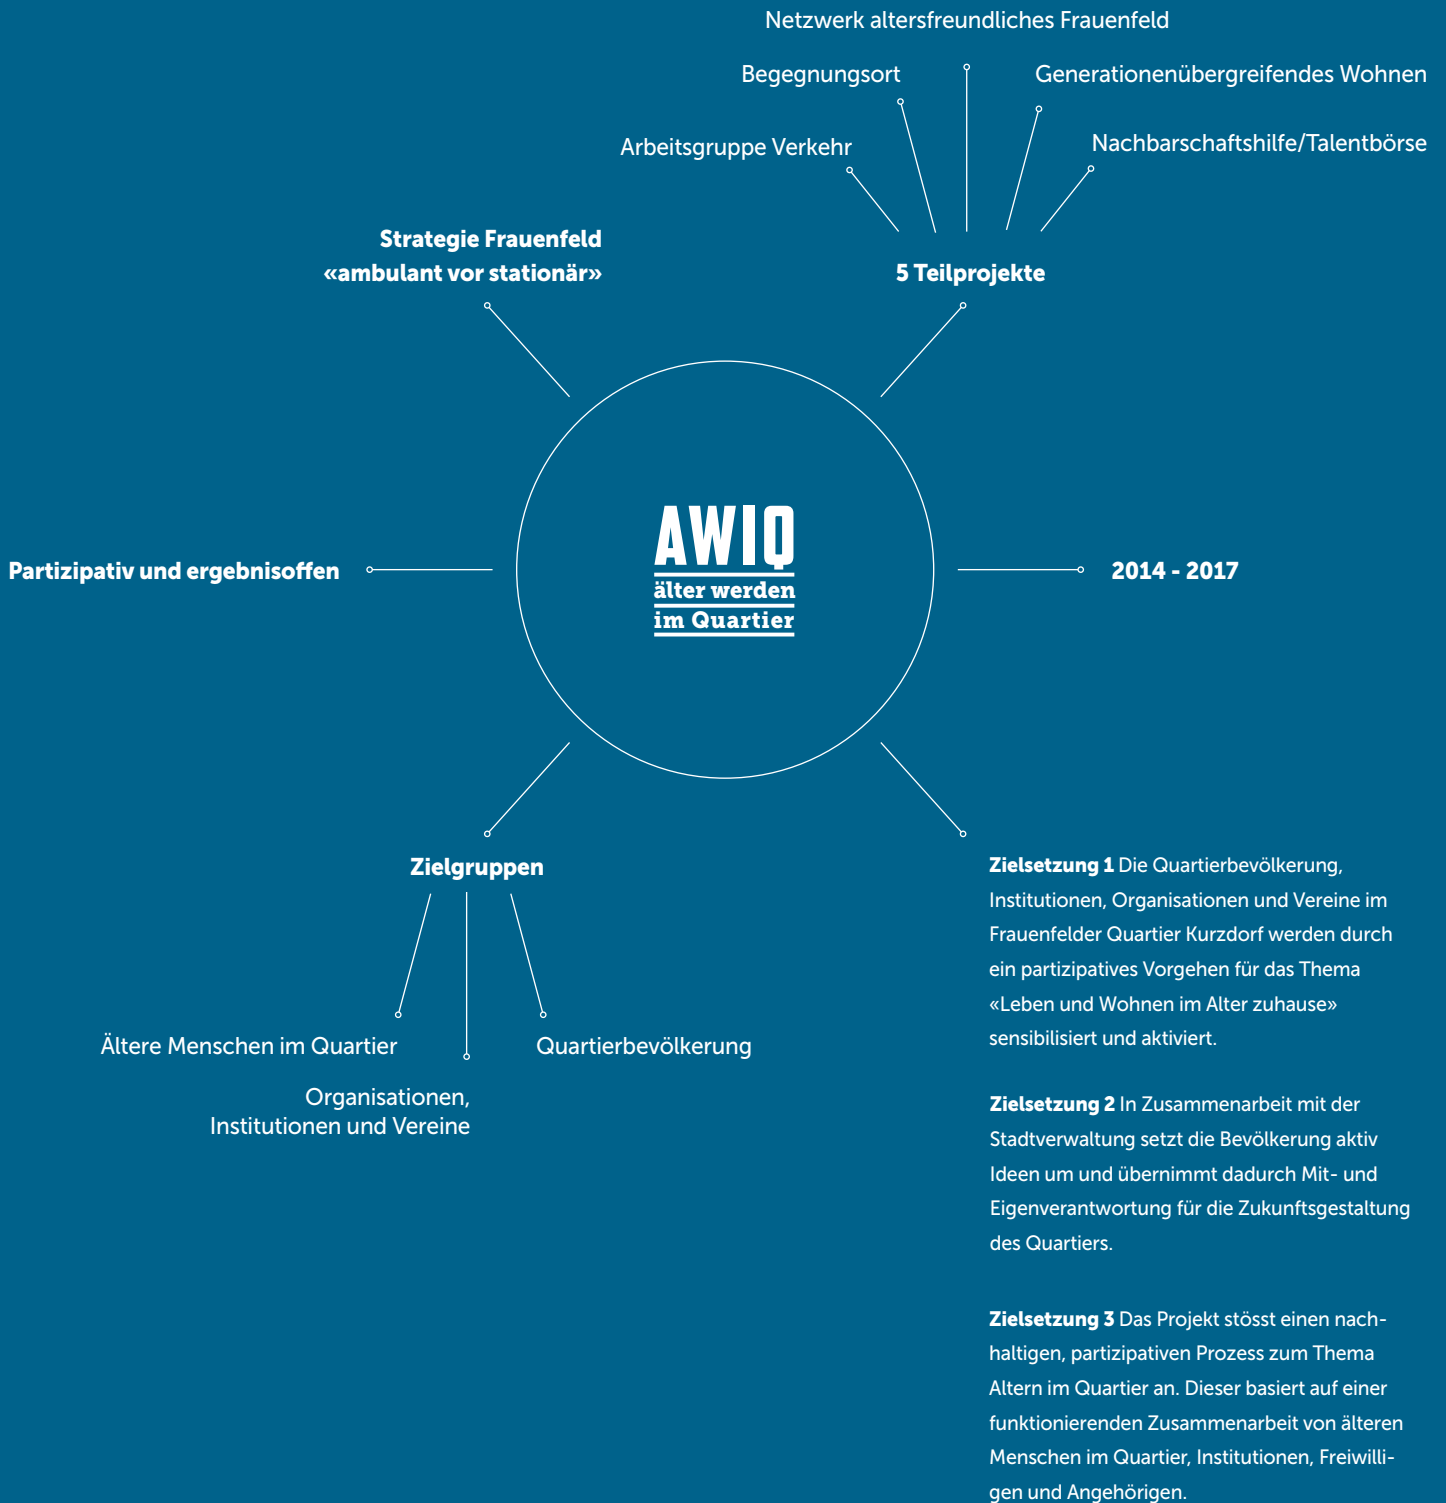 Netzwerk altersfreundliches Frauenfeld
Begegnungsort
Generationenübergreifendes Wohnen
Arbeitsgruppe Verkehr
Nachbarschaftshilfe/Talentbörse
Strategie Frauenfeld
«ambulant vor stationär»
5 Teilprojekte
AWIQ
älter werden
im Quartier
Partizipativ und ergebnisoffen
2014 - 2017
Zielgruppen
Ältere Menschen im Quartier
Quartierbevölkerung
Organisationen,
Institutionen und Vereine
Zielsetzung 1 Die Quartierbevölkerung,
Institutionen, Organisationen und Vereine im
Frauenfelder Quartier Kurzdorf werden durch
ein partizipatives Vorgehen für das Thema
«Leben und Wohnen im Alter zuhause»
sensibilisiert und aktiviert.
Zielsetzung 2 In Zusammenarbeit mit der
Stadtverwaltung setzt die Bevölkerung aktiv
Ideen um und übernimmt dadurch Mit- und
Eigenverantwortung für die Zukunftsgestaltung
des Quartiers.
Zielsetzung 3 Das Projekt stösst einen nach-
haltigen, partizipativen Prozess zum Thema
Altern im Quartier an. Dieser basiert auf einer
funktionierenden Zusammenarbeit von älteren
Menschen im Quartier, Institutionen, Freiwilli-
gen und Angehörigen.